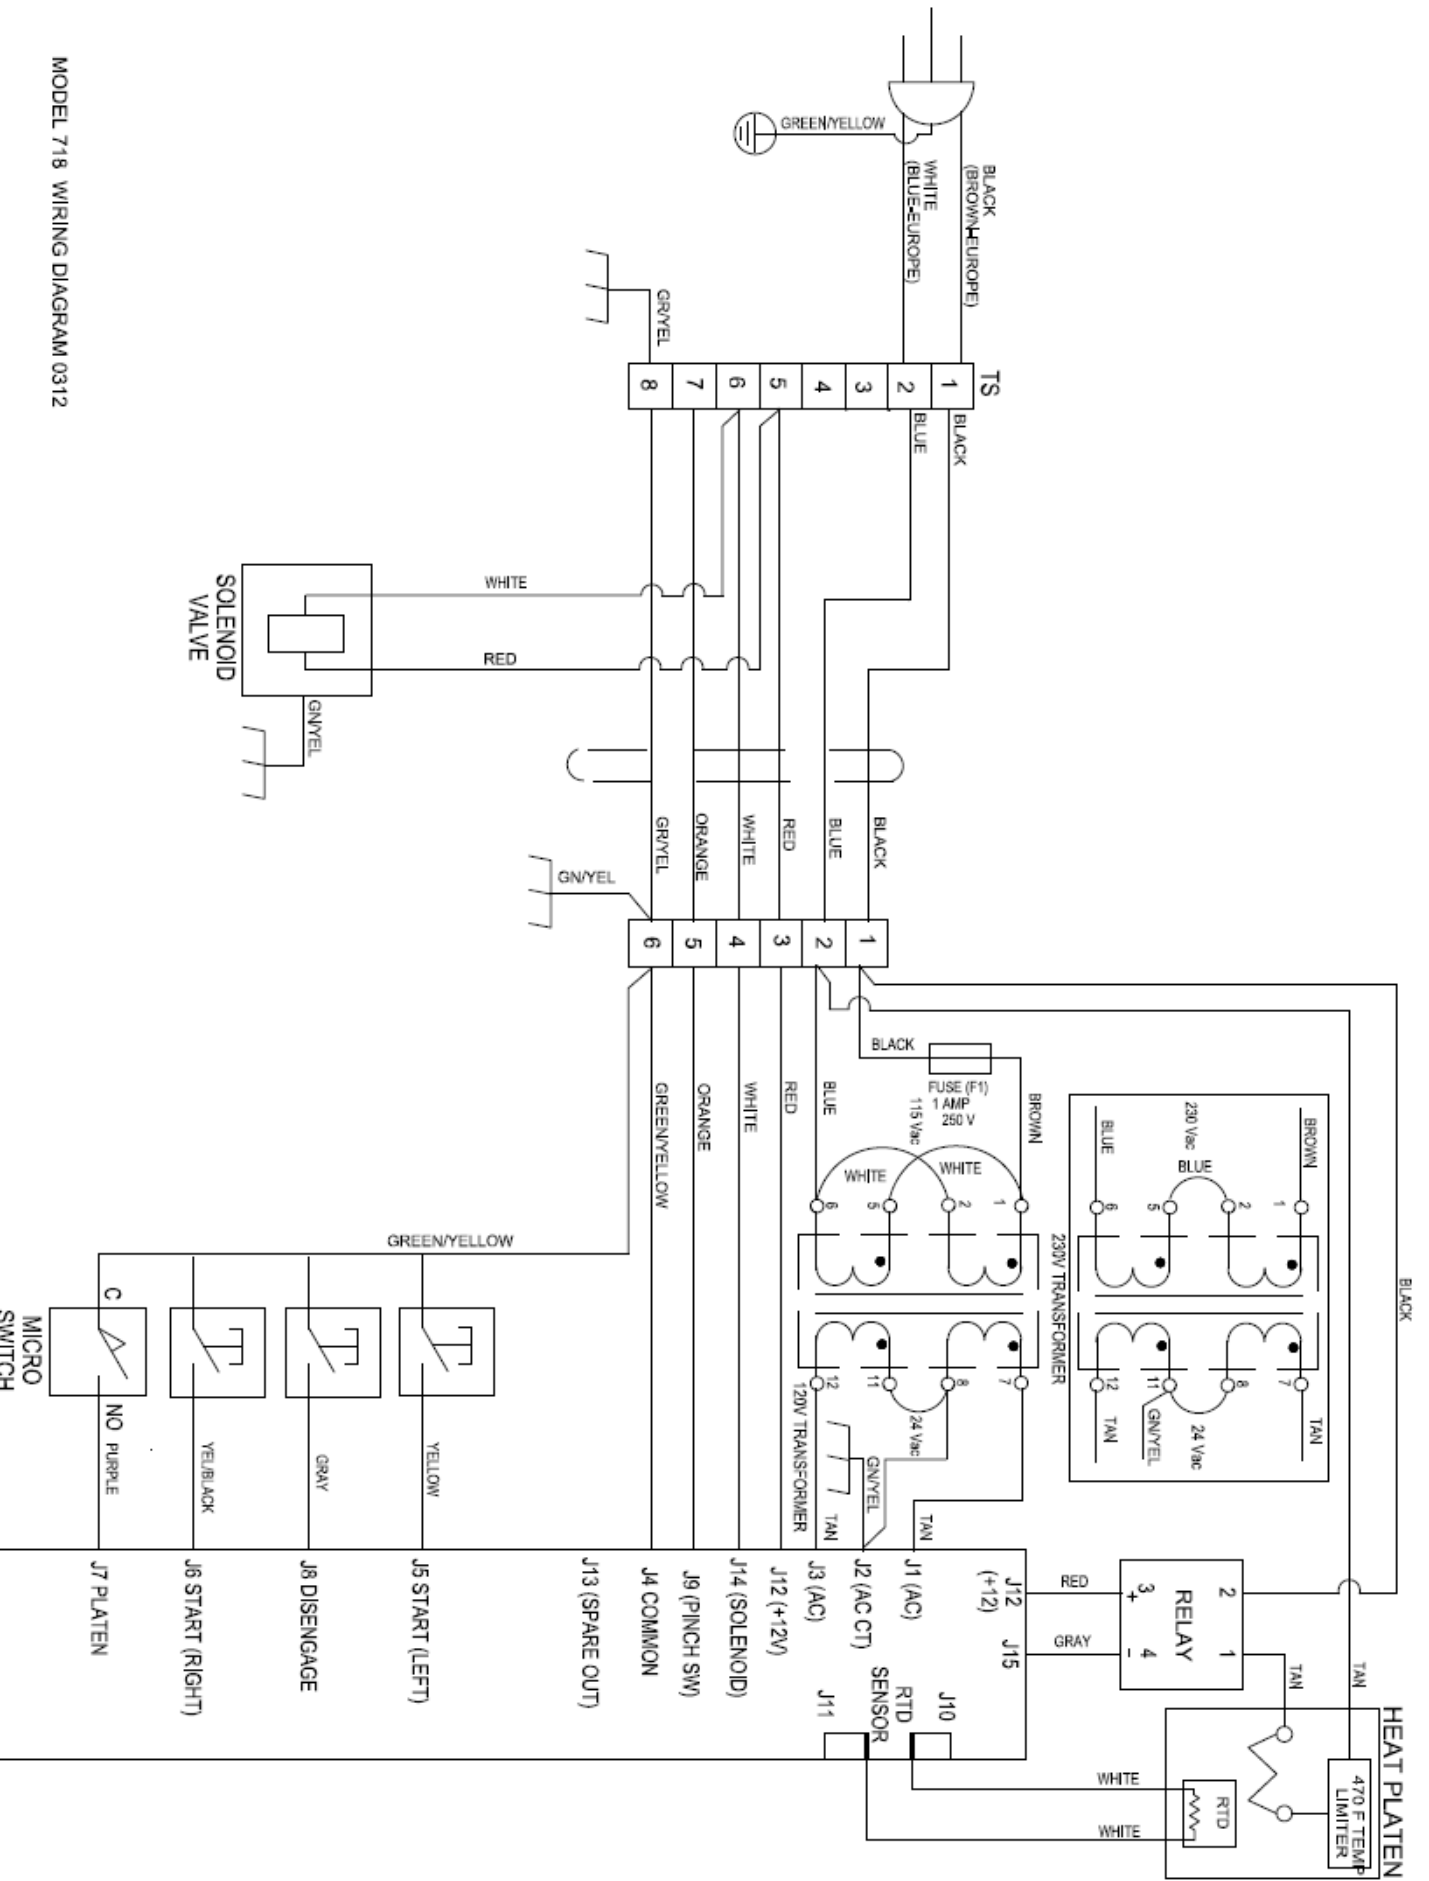 MODEL 718 WIRING DIAGRAM 0312
GREEN/YELLOW
BLACK
(BROWN-EUROPE)
WHITE
(BLUE-EUROPE)
GR/YEL
TS
8
7
6
5
4
3
2
1
BLUE
BLACK
SOLENOID
VALVE
WHITE
RED
GN/YEL
GR/YEL
ORANGE
WHITE
RED
BLUE
BLACK
GN/YEL
6
5
4
3
2
1
BLACK
FUSE (F1)
1 AMP
250 V
BROWN
115 Vac
WHITE
WHITE
GREEN/YELLOW
ORANGE
WHITE
RED
BLUE
6
5
2
1
230V TRANSFORMER
12
11
8
7
24 Vac
120V TRANSFORMER
GN/YEL
TAN
TAN
230 Vac
BLUE
BLUE
BROWN
6
5
2
1
12
11
8
7
TAN
GN/YEL
24 Vac
TAN
BLACK
GREEN/YELLOW
C
MICRO
SWITCH
NO
PURPLE
YEL/BLACK
GRAY
YELLOW
J7 PLATEN
J6 START (RIGHT)
J8 DISENGAGE
J5 START (LEFT)
J13 (SPARE OUT)
J4 COMMON
J9 (PINCH SW)
J14 (SOLENOID)
J12 (+12V)
J3 (AC)
J2 (AC CT)
J1 (AC)
J12
(+12)
J15
RED
GRAY
RELAY
3
+
4
-
2
1
TAN
TAN
J11
RTD
SENSOR
J10
WHITE
WHITE
RTD
470 F TEMP
LIMITER
HEAT PLATEN